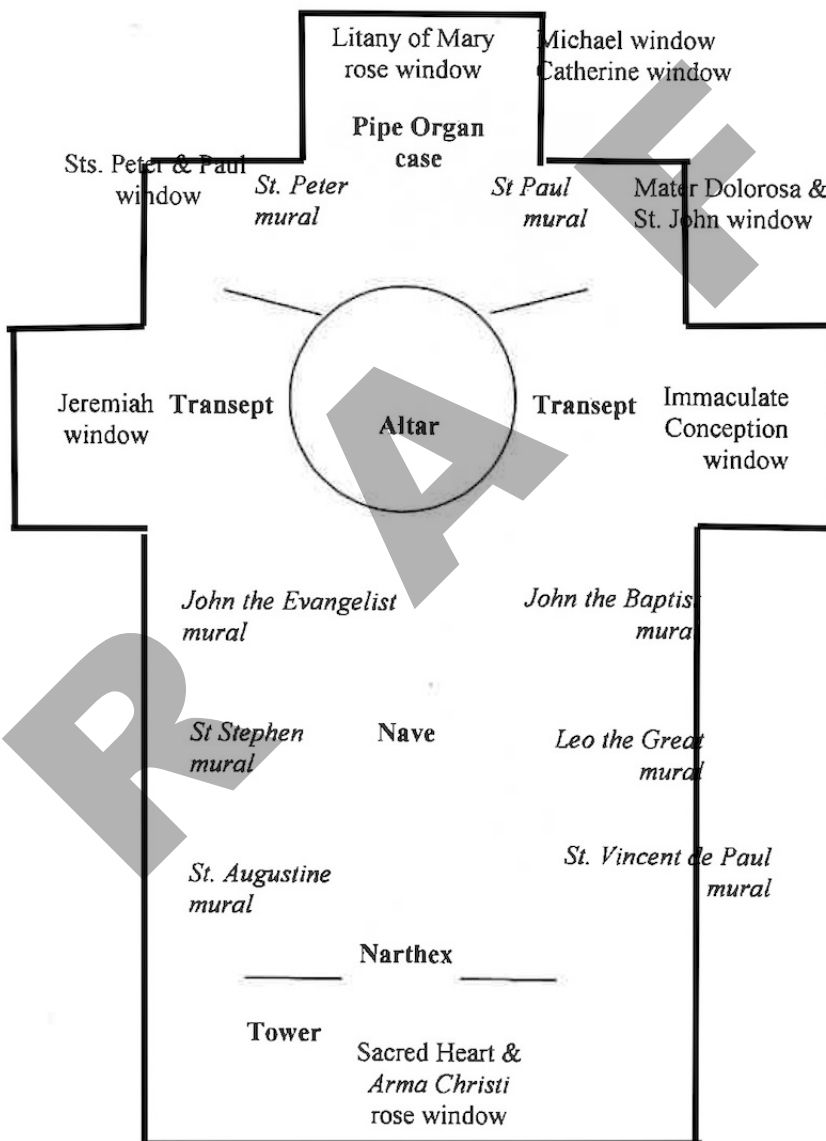 Litany of Mary
rose window
Michael window
Catherine window
Pipe Organ
case
Sts. Peter & Paul
window
St. Peter
mural
St Paul
mural
Mater Dolorosa &
St. John window
Jeremiah
window
Transept
Altar
Transept
Immaculate
Conception
window
John the Evangelist
mural
John the Baptist
mural
St Stephen
mural
Nave
Leo the Great
mural
St. Augustine
mural
St. Vincent de Paul
mural
Narthex
Tower
Sacred Heart &
Arma Christi
rose window
R A F